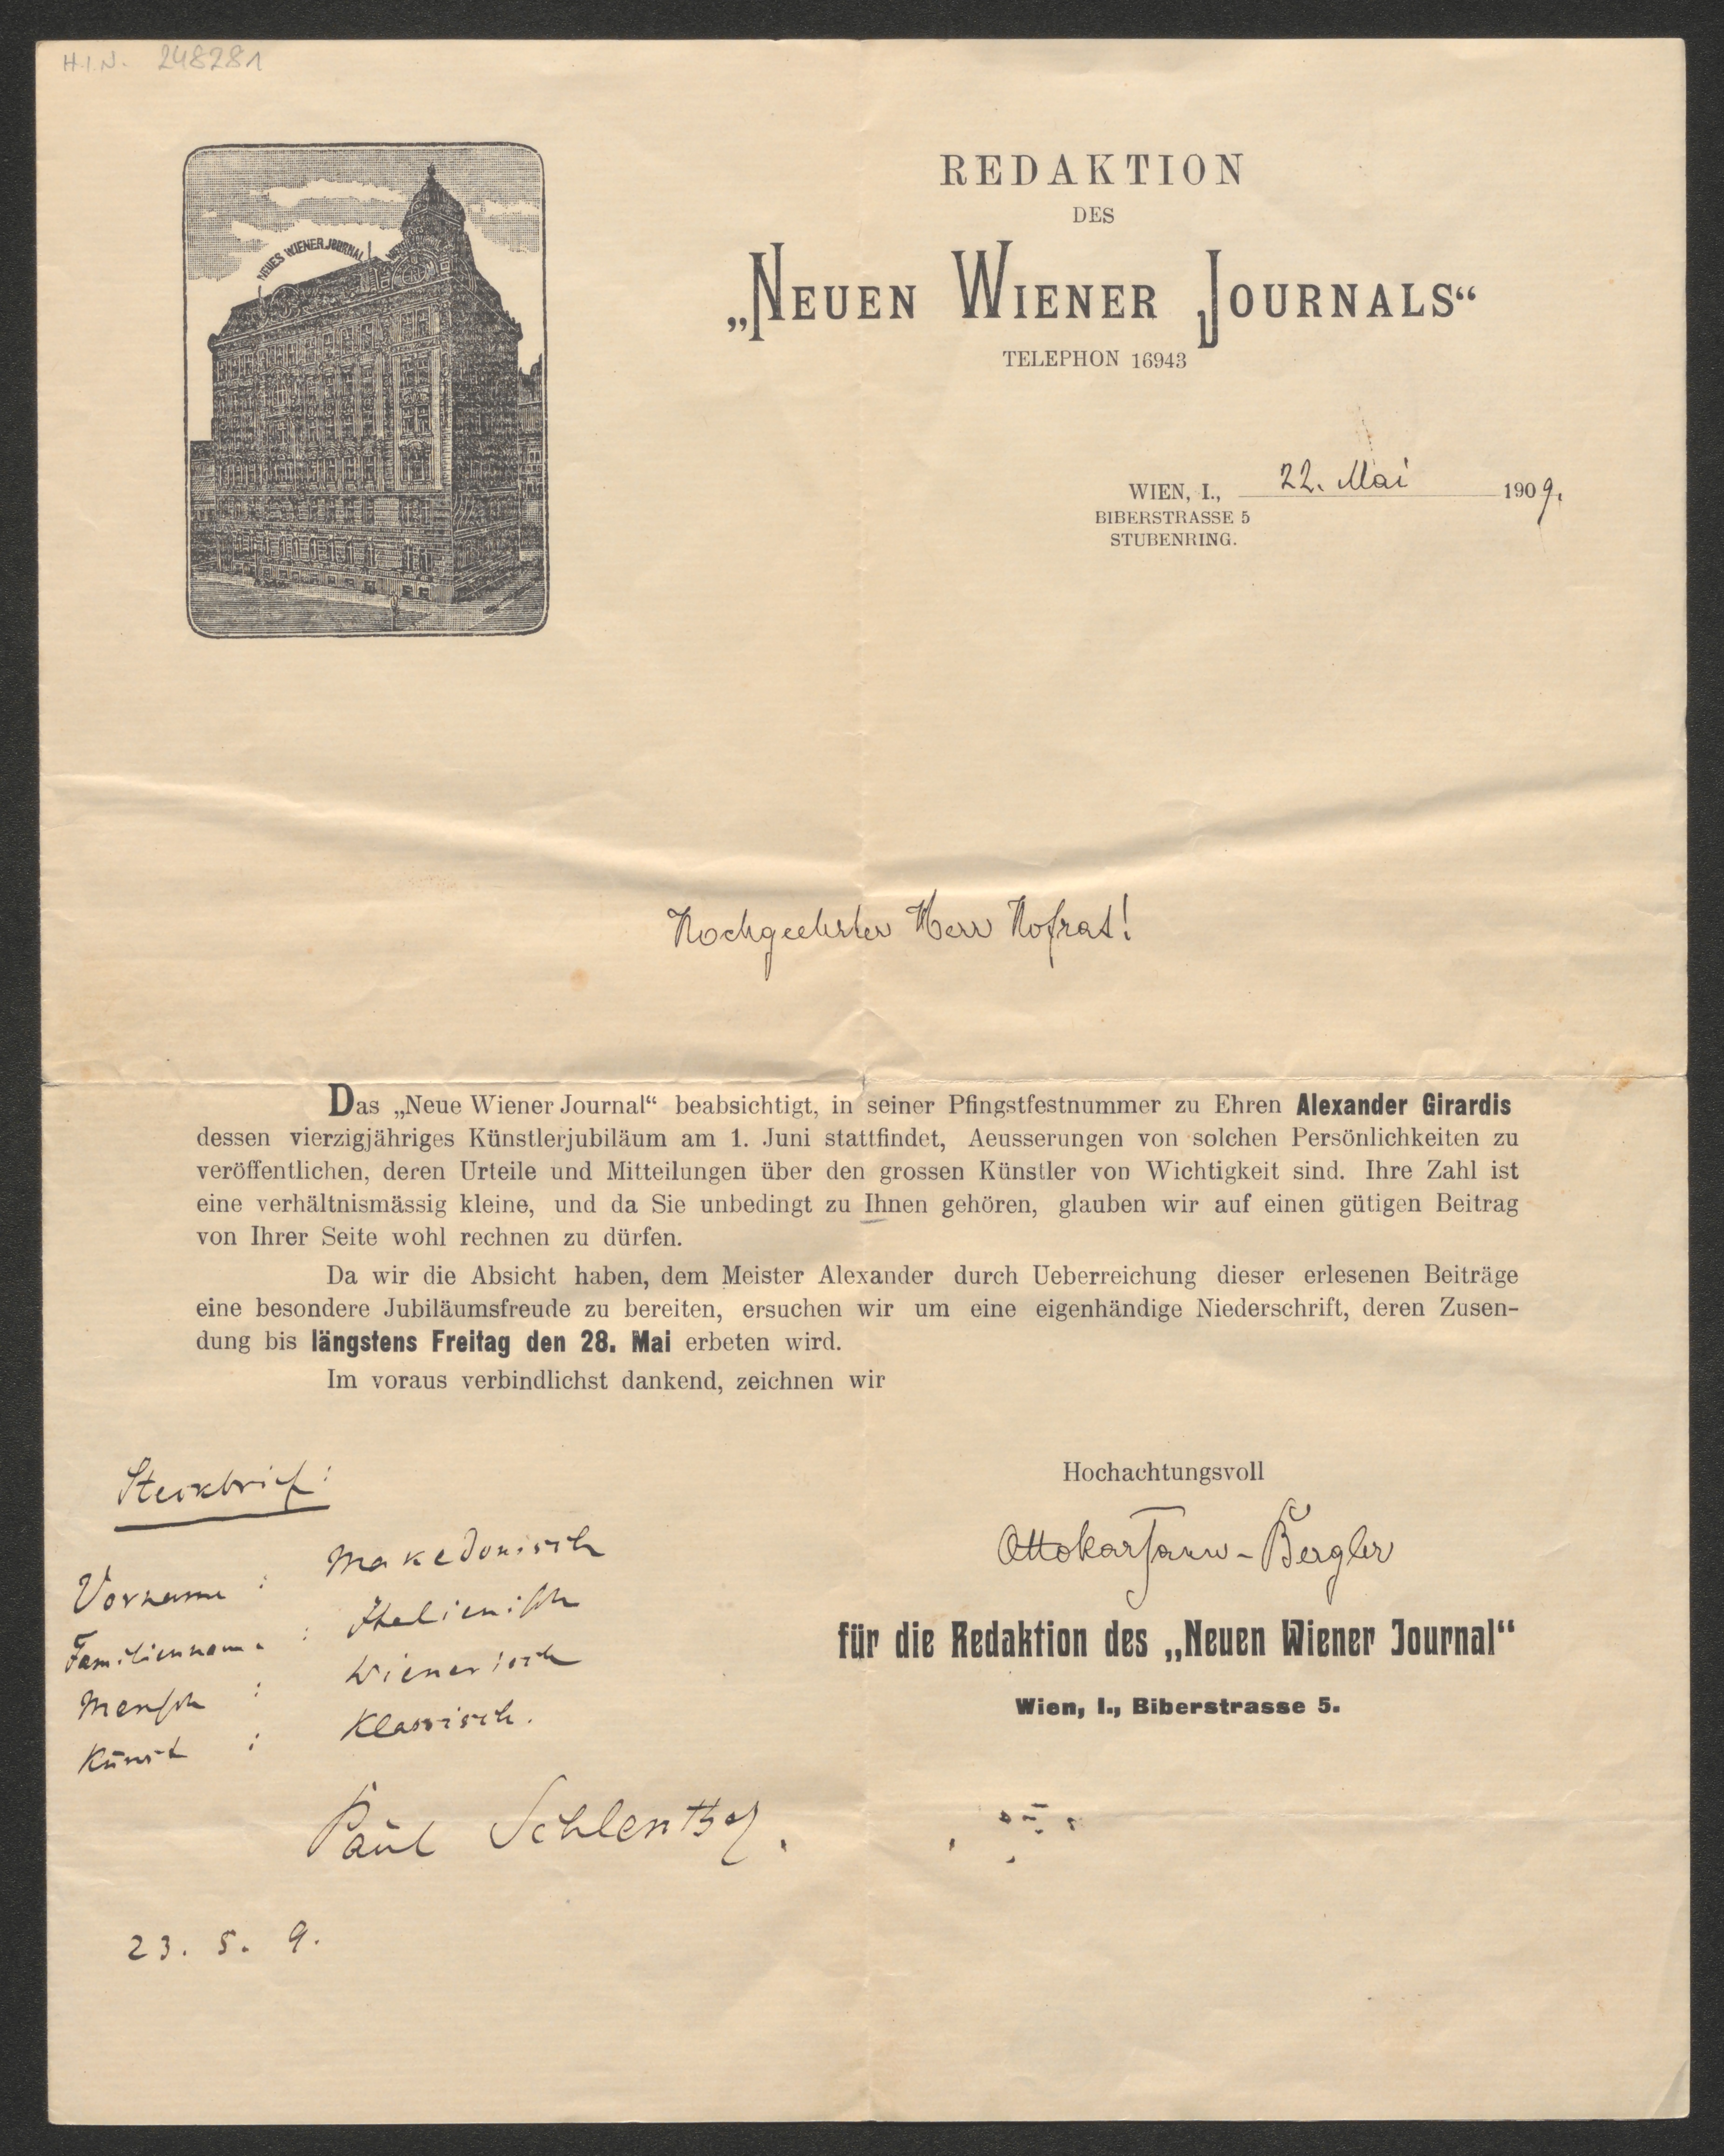 H.I.N. 248281
NEUES WIENER JOURNAL
REDAKTION
DES
„NEUEN WIENER JOURNALS“
TELEPHON 16943
WIEN, I., 22. Mai 1909.
BIBERSTRASSE 5
STUBENRING.
Hochgeehrter Herr Hofrat!
Das „Neue Wiener Journal“ beabsichtigt, in seiner Pfingstfestnummer zu Ehren Alexander Girardis
dessen vierzigjähriges Künstlerjubiläum am 1. Juni stattfindet, Aeusserungen von solchen Persönlichkeiten zu
veröffentlichen, deren Urteile und Mitteilungen über den grossen Künstler von Wichtigkeit sind. Ihre Zahl ist
eine verhältnismässig kleine, und da Sie unbedingt zu Ihnen gehören, glauben wir auf einen gütigen Beitrag
von Ihrer Seite wohl rechnen zu dürfen.
Da wir die Absicht haben, dem Meister Alexander durch Ueberreichung dieser erlesenen Beiträge
eine besondere Jubiläumsfreude zu bereiten, ersuchen wir um eine eigenhändige Niederschrift, deren Zusen-
dung bis längstens Freitag den 28. Mai erbeten wird.
Im voraus verbindlichst dankend, zeichnen wir
Hochachtungsvoll
Ottokar Tann-Bergler
für die Redaktion des „Neuen Wiener Journal“
Wien, I., Biberstrasse 5.
Steckbrief:
Vorname : Makedonisch
Familienname : Italienisch
Mensch : Wienerisch
Kunst : Klassisch.
Paul Schlenther.
23. 5. 9.